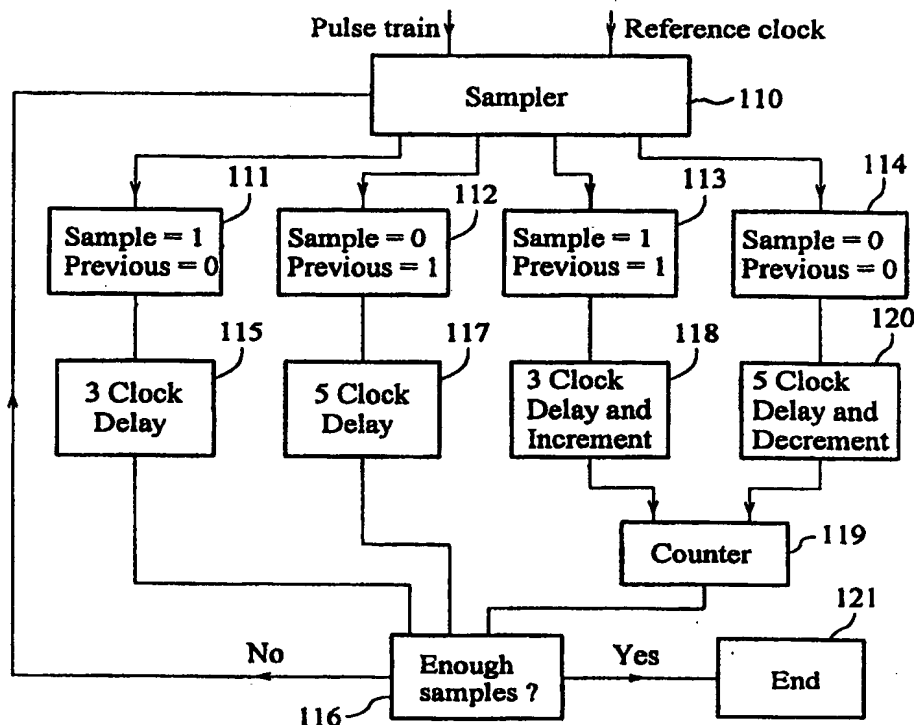 Pulse train
Reference clock
Sampler
110
111
112
113
114
Sample = 1
Previous = 0
Sample = 0
Previous = 1
Sample = 1
Previous = 1
Sample = 0
Previous = 0
115
117
118
120
3 Clock
Delay
5 Clock
Delay
3 Clock
Delay and
Increment
5 Clock
Delay and
Decrement
Counter
119
121
No
Enough
samples ?
Yes
End
116